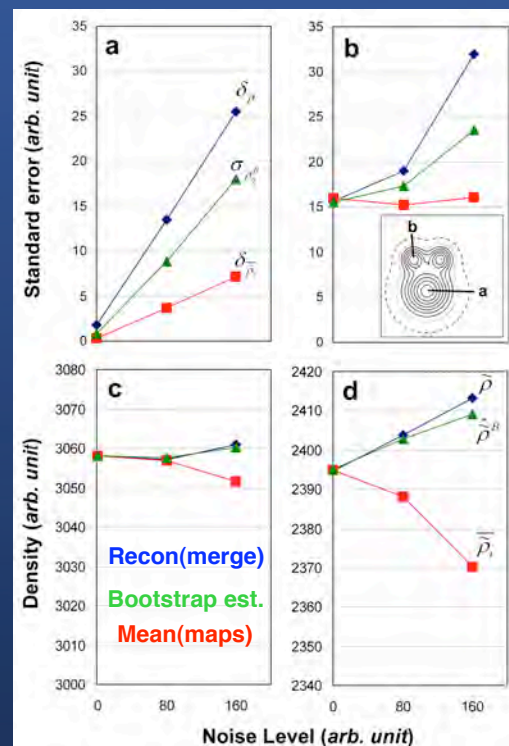 a
b
Standard error (arb. unit)
35
30
25
20
15
10
5
0
35
30
25
20
15
10
5
0
b
a
c
d
Density (arb. unit)
3080
3070
3060
3050
3040
3030
3020
3010
3000
2420
2410
2400
2390
2380
2370
2360
2350
2340
Recon(merge)
Bootstrap est.
Mean(maps)
0 80 160
0 80 160
Noise Level (arb. unit)